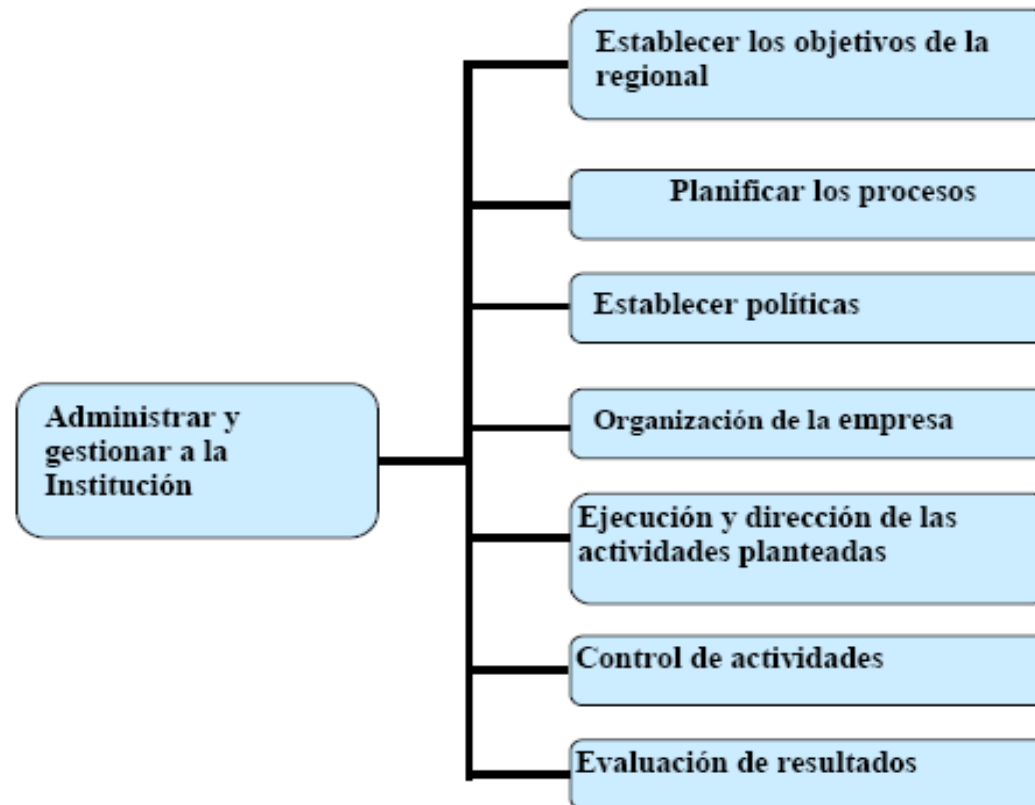 Establecer los objetivos de la
regional
Planificar los procesos
Establecer políticas
Administrar y
gestionar a la
Institución
Organización de la empresa
Ejecución y dirección de las
actividades planteadas
Control de actividades
Evaluación de resultados